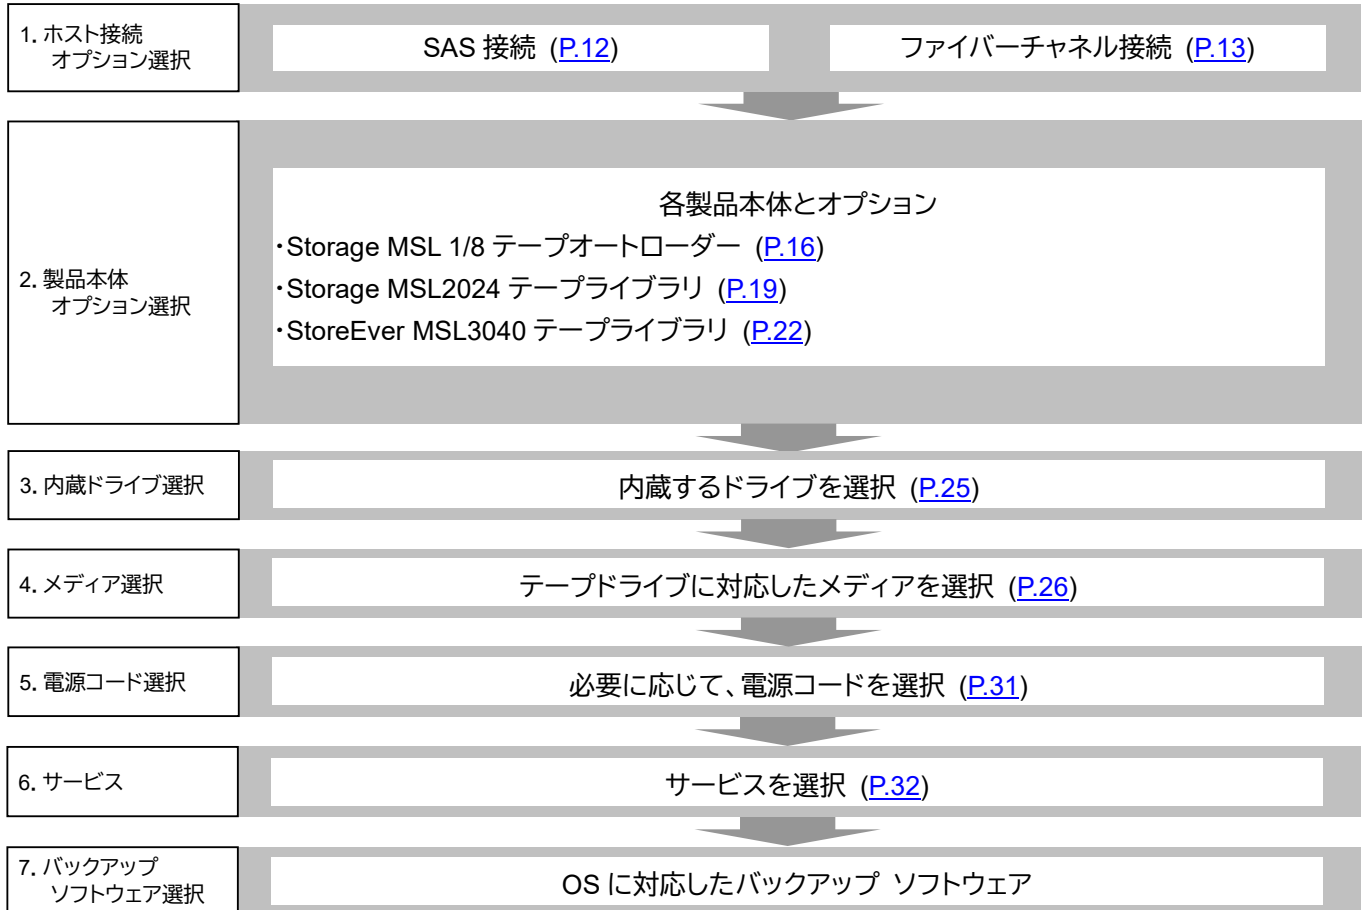 1. ホスト接続
オプション選択
SAS 接続 (P.12)
ファイバーチャネル接続 (P.13)
2. 製品本体
オプション選択
各製品本体とオプション
・Storage MSL 1/8 テープオートローダー (P.16)
・Storage MSL2024 テープライブラリ (P.19)
・StoreEver MSL3040 テープライブラリ (P.22)
3. 内蔵ドライブ選択
内蔵するドライブを選択 (P.25)
4. メディア選択
テープドライブに対応したメディアを選択 (P.26)
5. 電源コード選択
必要に応じて、電源コードを選択 (P.31)
6. サービス
サービスを選択 (P.32)
7. バックアップ
ソフトウェア選択
OS に対応したバックアップ ソフトウェア